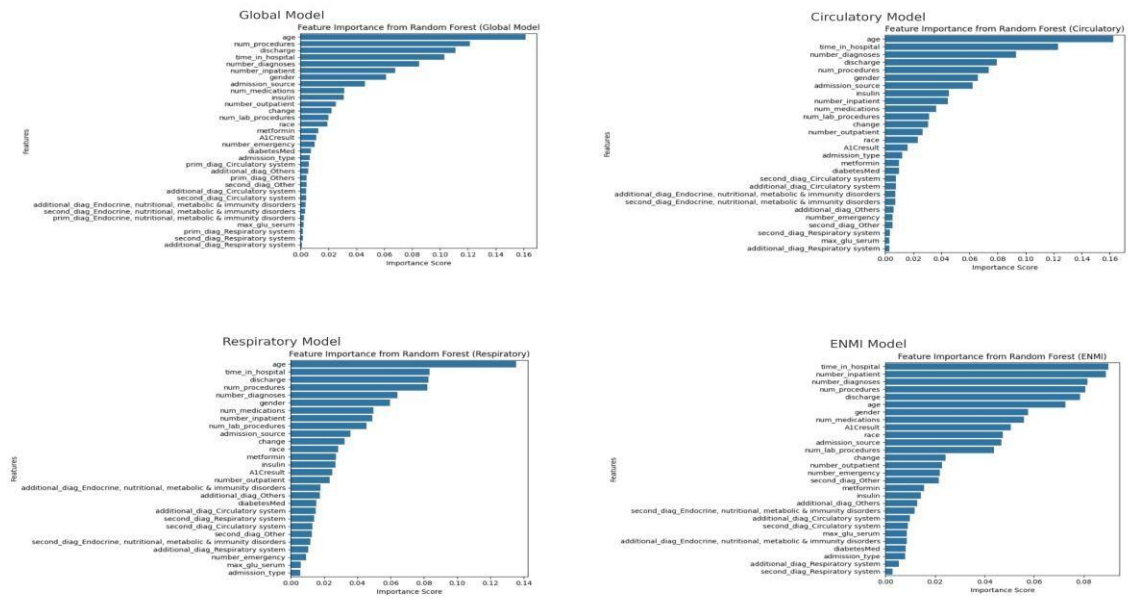 Global Model
Feature Importance from Random Forest (Global Model
age
num_procedures
discharge
time_in_hospital
number_diagnoses
number_inpatient
gender
admission_source
num_medications
insulin
number_outpatient
change
num_lab_procedures
race
metformin
A1Cresult
number_emergency
diabetesMed
admission_type
prim_diag_Circulatory system
additional_diag_Others
prim_diag_Others
second_diag_Other
additional_diag_Circulatory system
second_diag_Circulatory system
additional_diag_Endocrine, nutritional, metabolic & immunity disorders
second_diag_Endocrine, nutritional, metabolic & immunity disorders
prim_diag_Endocrine, nutritional, metabolic & immunity disorders
max_glu_serum
prim_diag_Respiratory system
second_diag_Respiratory system
additional_diag_Respiratory system
Features
0.00 0.02 0.04 0.06 0.08 0.10 0.12 0.14 0.16
Importance Score
Circulatory Model
Feature Importance from Random Forest (Circulatory)
age
time_in_hospital
number_diagnoses
discharge
num_procedures
gender
admission_source
insulin
number_inpatient
num_medications
num_lab_procedures
change
number_outpatient
race
A1Cresult
admission_type
metformin
diabetesMed
second_diag_Circulatory system
additional_diag_Circulatory system
additional_diag_Endocrine, nutritional, metabolic & immunity disorders
second_diag_Endocrine, nutritional, metabolic & immunity disorders
additional_diag_Others
number_emergency
second_diag_Other
second_diag_Respiratory system
max_glu_serum
additional_diag_Respiratory system
Features
0.00 0.02 0.04 0.06 0.08 0.10 0.12 0.14 0.16
Importance Score
Respiratory Model
Feature Importance from Random Forest (Respiratory)
age
time_in_hospital
discharge
num_procedures
number_diagnoses
gender
num_medications
number_inpatient
num_lab_procedures
admission_source
change
race
metformin
insulin
A1Cresult
number_outpatient
additional_diag_Endocrine, nutritional, metabolic & immunity disorders
additional_diag_Others
diabetesMed
additional_diag_Circulatory system
second_diag_Respiratory system
second_diag_Circulatory system
second_diag_Other
second_diag_Endocrine, nutritional, metabolic & immunity disorders
additional_diag_Respiratory system
number_emergency
max_glu_serum
admission_type
Features
0.00 0.02 0.04 0.06 0.08 0.10 0.12 0.14
Importance Score
ENMI Model
Feature Importance from Random Forest (ENMI)
time_in_hospital
number_inpatient
number_diagnoses
num_procedures
discharge
age
gender
num_medications
A1Cresult
race
admission_source
num_lab_procedures
change
number_outpatient
number_emergency
second_diag_Other
metformin
insulin
additional_diag_Others
second_diag_Endocrine, nutritional, metabolic & immunity disorders
additional_diag_Circulatory system
second_diag_Circulatory system
max_glu_serum
additional_diag_Endocrine, nutritional, metabolic & immunity disorders
diabetesMed
admission_type
additional_diag_Respiratory system
second_diag_Respiratory system
Features
0.00 0.02 0.04 0.06 0.08
Importance Score